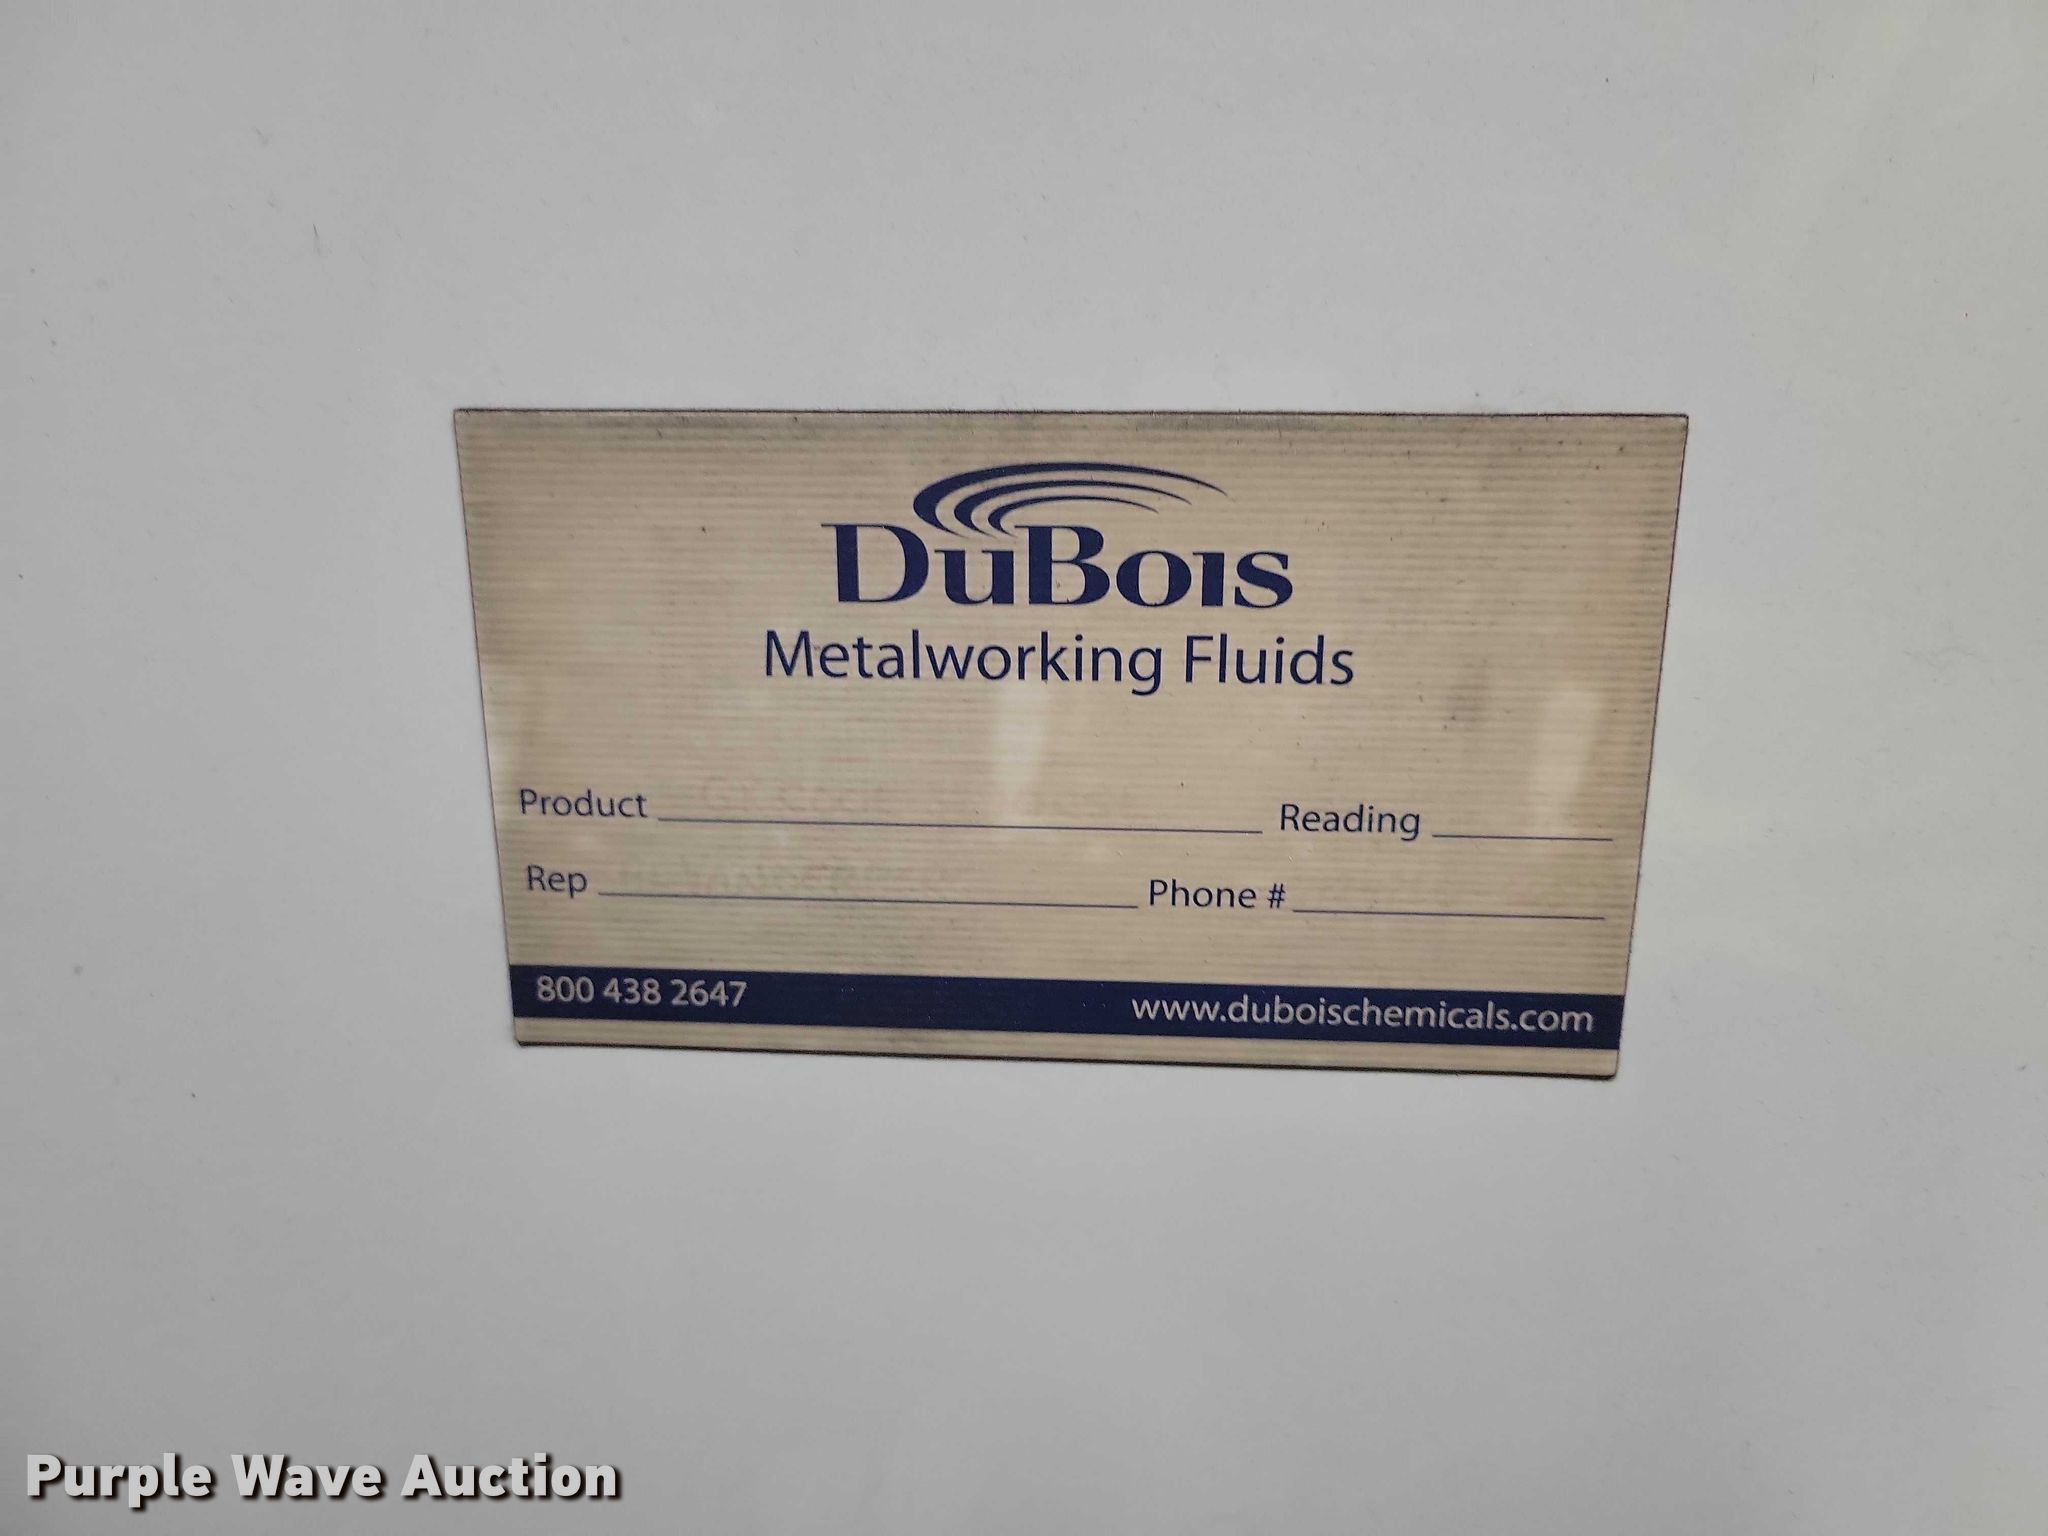 DuBois
Metalworking Fluids
Product Reading
Rep Phone #
800 438 2647 www.duboischemicals.com
Purple Wave Auction